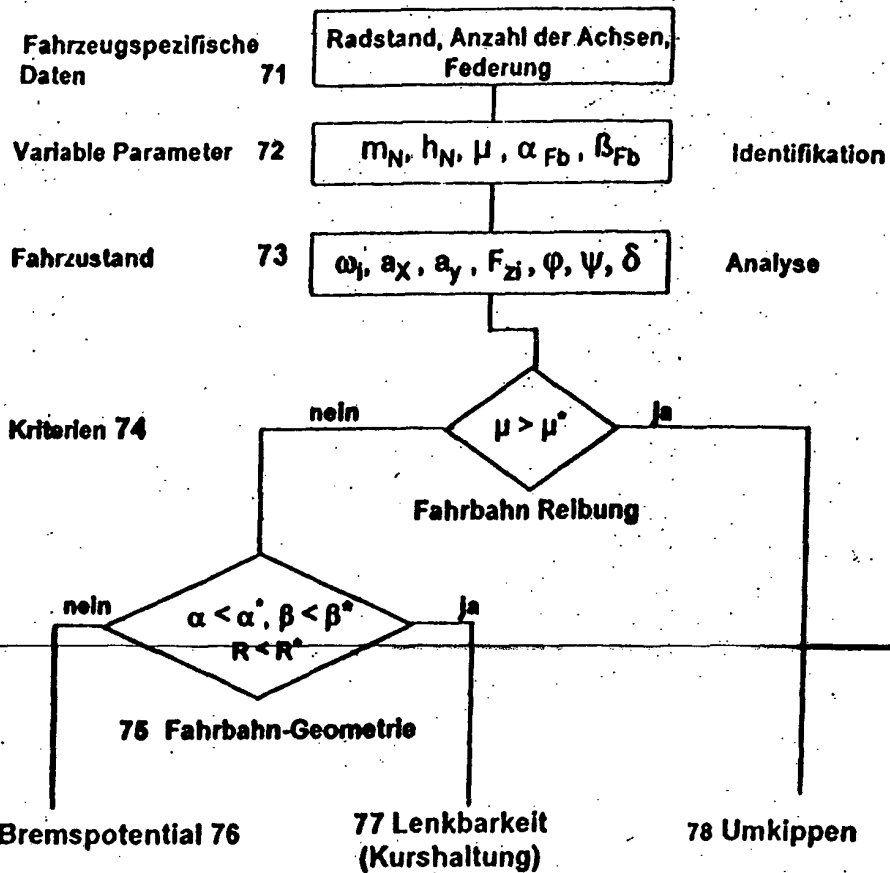 Fahrzeugspezifische
Daten 71
Radstand, Anzahl der Achsen,
Federung
Variable Parameter 72
m_N, h_N, μ, α_Fb, ß_Fb
Identifikation
Fahrzustand 73
ω_i, a_x, a_y, F_zi, φ, ψ, δ
Analyse
Kriterien 74
nein
μ > μ*
ja
Fahrbahn Reibung
nein
α < α*, β < β*
R < R*
ja
75 Fahrbahn-Geometrie
Bremspotential 76
77 Lenkbarkeit
(Kurshaltung)
78 Umkippen